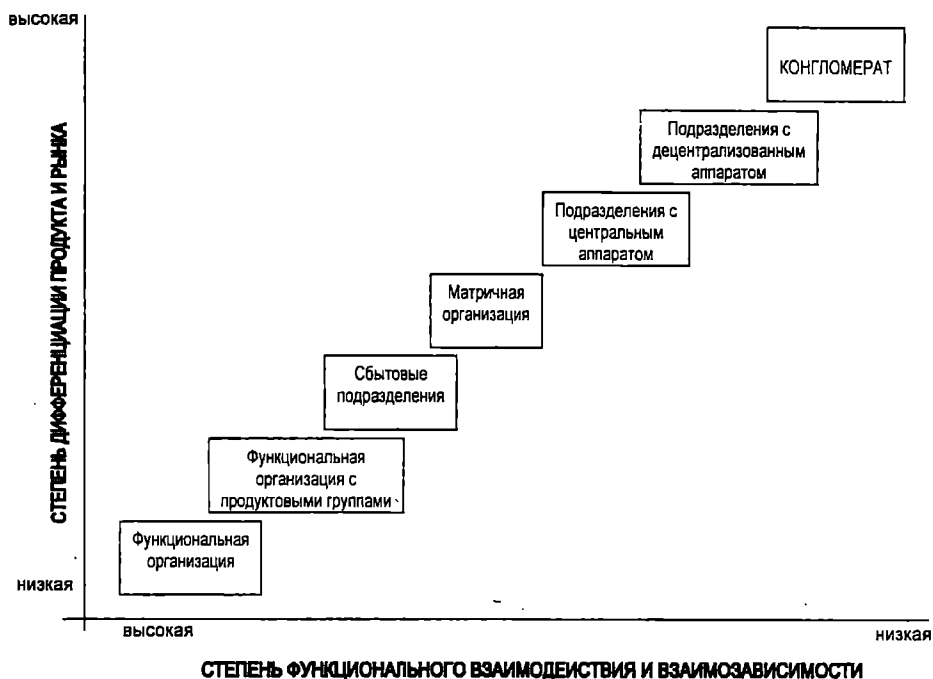 высокая
КОНГЛОМЕРАТ
Подразделения с
децентрализованным
аппаратом
Подразделения с
центральным
аппаратом
Матричная
организация
Сбытовые
подразделения
Функциональная
организация с
продуктовыми группами
Функциональная
организация
СТЕПЕНЬ ДИФФЕРЕНЦИАЦИИ ПРОДУКТА И РЫНКА
низкая
высокая
низкая
СТЕПЕНЬ ФУНКЦИОНАЛЬНОГО ВЗАИМОДЕЙСТВИЯ И ВЗАИМОЗАВИСИМОСТИ